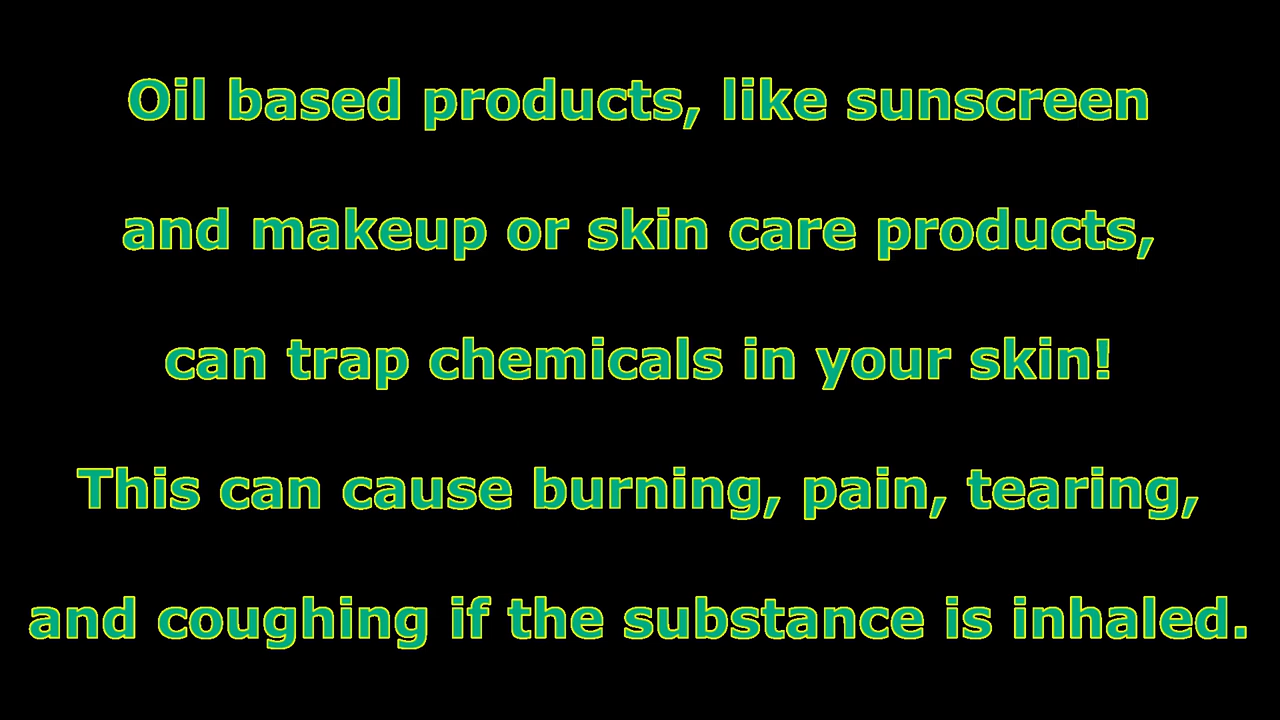 Oil based products, like sunscreen
and makeup or skin care products,
can trap chemicals in your skin!
This can cause burning, pain, tearing,
and coughing if the substance is inhaled.